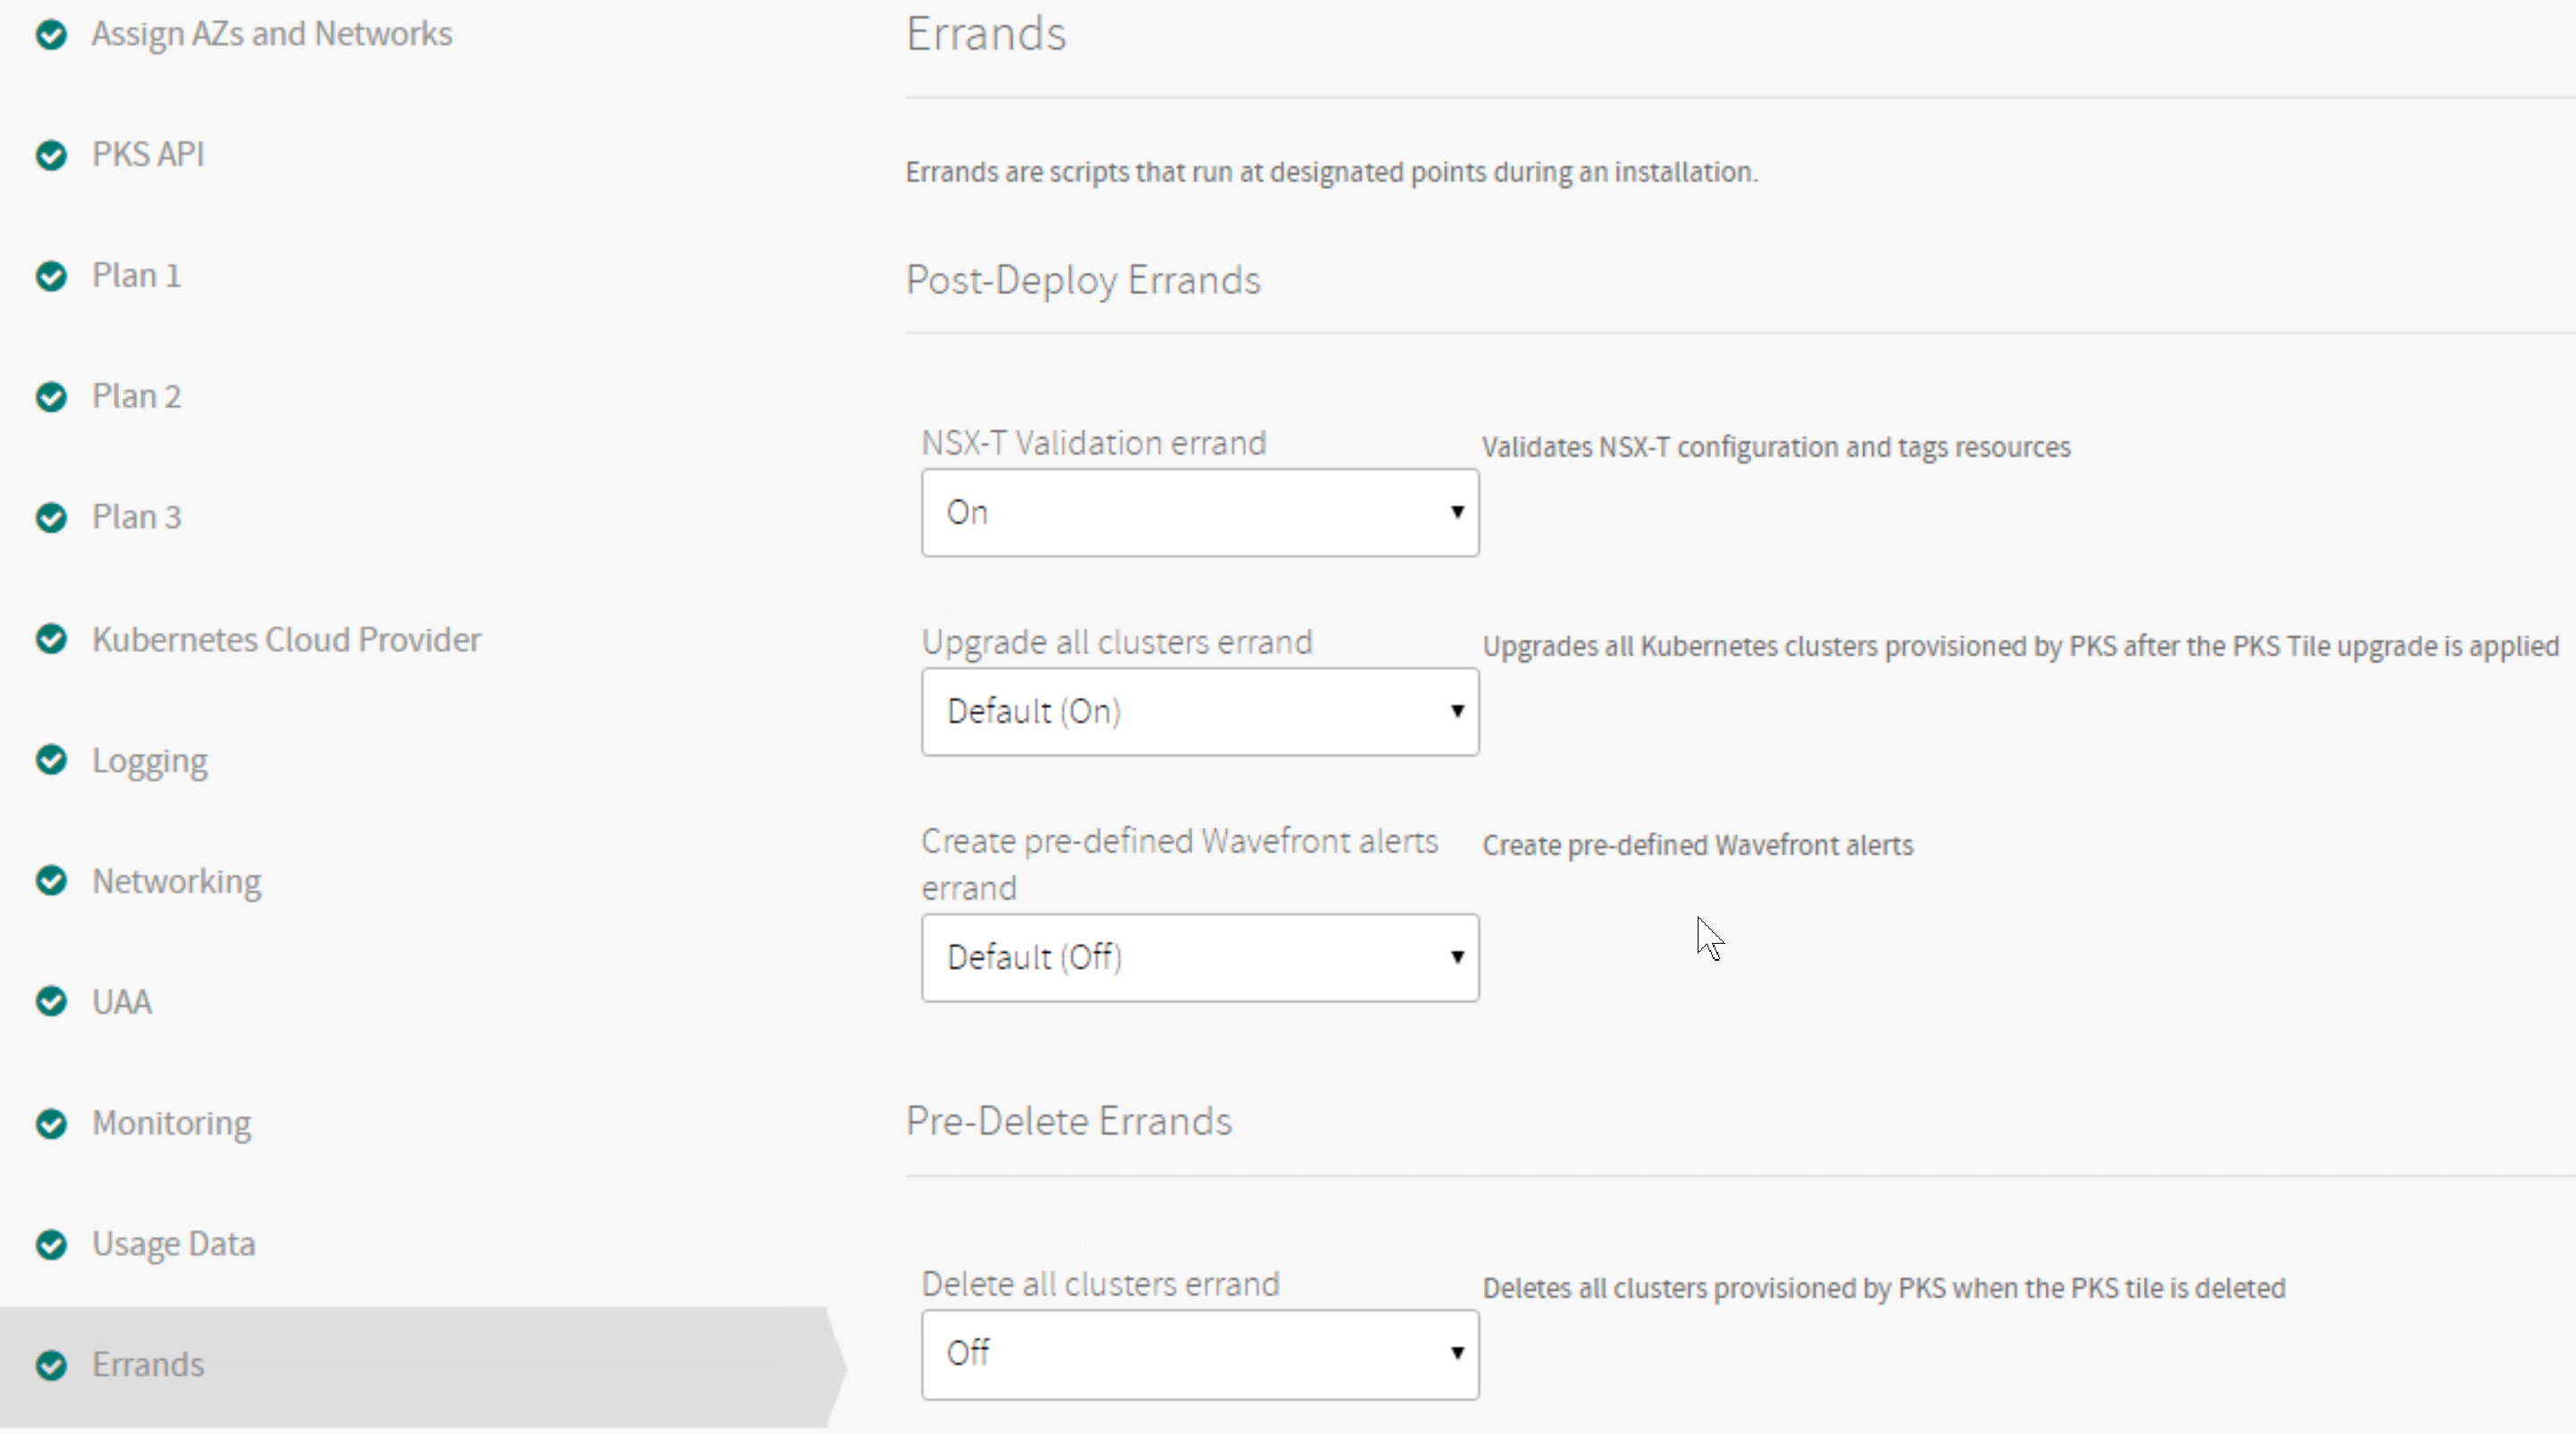 Assign AZs and Networks
PKS API
Plan 1
Plan 2
Plan 3
Kubernetes Cloud Provider
Logging
Networking
UAA
Monitoring
Usage Data
Errands
Errands
Errands are scripts that run at designated points during an installation.
Post-Deploy Errands
NSX-T Validation errand
Validates NSX-T configuration and tags resources
On
Upgrade all clusters errand
Upgrades all Kubernetes clusters provisioned by PKS after the PKS Tile upgrade is applied
Default (On)
Create pre-defined Wavefront alerts
errand
Create pre-defined Wavefront alerts
Default (Off)
Pre-Delete Errands
Delete all clusters errand
Deletes all clusters provisioned by PKS when the PKS tile is deleted
Off